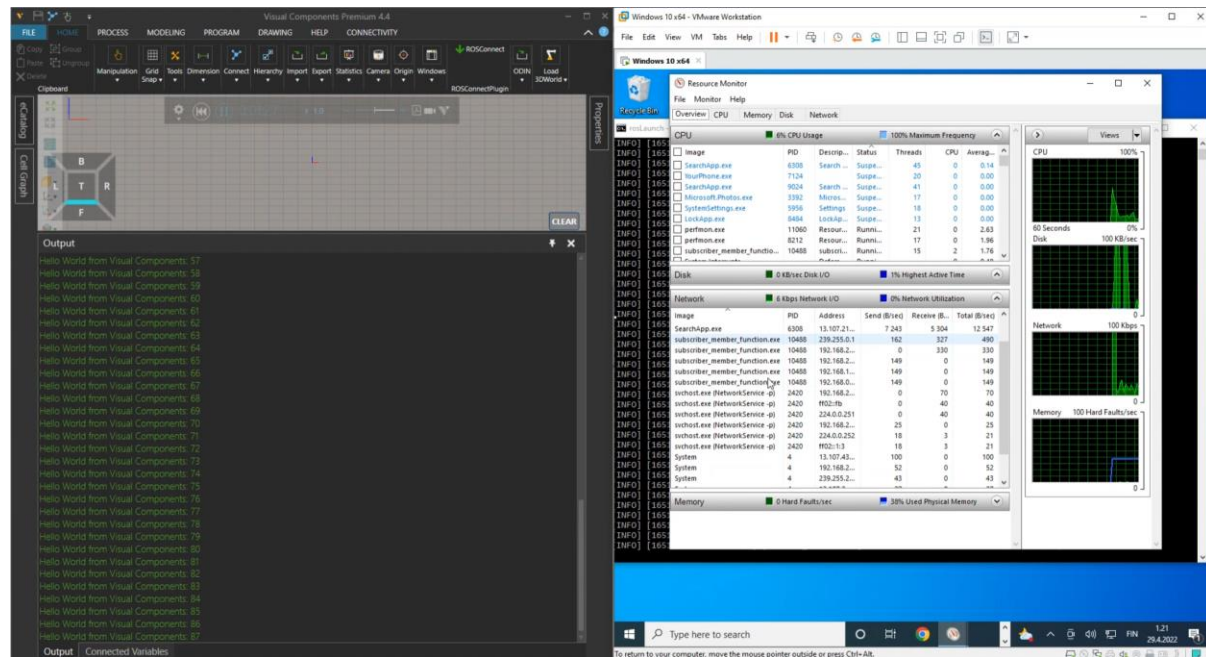 Visual Components Premium 4.4
FILE HOME PROCESS MODELING PROGRAM DRAWING HELP CONNECTIVITY
Copy Group
Paste Ungroup
Delete
Clipboard
Manipulation Grid Snap Tools Dimension Connect Hierarchy Import Export Statistics Camera Origin Windows
ROSConnect
ROSConnectPlugin
ODIN Load 3DWorld
eCatalog
Cell Graph
Properties
B
L T R
F
CLEAR
Output
Hello World from Visual Components: 57
Hello World from Visual Components: 58
Hello World from Visual Components: 59
Hello World from Visual Components: 60
Hello World from Visual Components: 61
Hello World from Visual Components: 62
Hello World from Visual Components: 63
Hello World from Visual Components: 64
Hello World from Visual Components: 65
Hello World from Visual Components: 66
Hello World from Visual Components: 67
Hello World from Visual Components: 68
Hello World from Visual Components: 69
Hello World from Visual Components: 70
Hello World from Visual Components: 71
Hello World from Visual Components: 72
Hello World from Visual Components: 73
Hello World from Visual Components: 74
Hello World from Visual Components: 75
Hello World from Visual Components: 76
Hello World from Visual Components: 77
Hello World from Visual Components: 78
Hello World from Visual Components: 79
Hello World from Visual Components: 80
Hello World from Visual Components: 81
Hello World from Visual Components: 82
Hello World from Visual Components: 83
Hello World from Visual Components: 84
Hello World from Visual Components: 85
Hello World from Visual Components: 86
Hello World from Visual Components: 87
Output Connected Variables
Windows 10 x64 - VMware Workstation
File Edit View VM Tabs Help
Windows 10 x64
Recycle Bin
Resource Monitor
File Monitor Help
Overview CPU Memory Disk Network
CPU 6% CPU Usage 100% Maximum Frequency
Image PID Descrip... Status Threads CPU Averag...
SearchApp.exe 6308 Search ... Suspe... 45 0 0.14
YourPhone.exe 7124 Suspe... 20 0 0.00
SearchApp.exe 9024 Search ... Suspe... 41 0 0.00
Microsoft.Photos.exe 3392 Micros... Suspe... 17 0 0.00
SystemSettings.exe 5956 Settings Suspe... 18 0 0.00
LockApp.exe 8484 LockAp... Suspe... 13 0 0.00
perfmon.exe 11060 Resour... Runni... 21 0 2.63
perfmon.exe 8212 Resour... Runni... 17 0 1.96
subscriber_member_functio... 10488 subscri... Runni... 15 2 1.76
Disk 0 KB/sec Disk I/O 1% Highest Active Time
Network 6 Kbps Network I/O 0% Network Utilization
Image PID Address Send (B/sec) Receive (B... Total (B/sec)
SearchApp.exe 6308 13.107.21... 7 243 5 304 12 547
subscriber_member_function.exe 10488 239.255.0.1 162 327 490
subscriber_member_function.exe 10488 192.168.2... 0 330 330
subscriber_member_function.exe 10488 192.168.2... 149 0 149
subscriber_member_function.exe 10488 192.168.1... 149 0 149
subscriber_member_function.exe 10488 192.168.0... 149 0 149
svchost.exe (NetworkService -p) 2420 192.168.2... 0 70 70
svchost.exe (NetworkService -p) 2420 ff02::fb 0 40 40
svchost.exe (NetworkService -p) 2420 224.0.0.251 0 40 40
svchost.exe (NetworkService -p) 2420 192.168.2... 25 0 25
svchost.exe (NetworkService -p) 2420 224.0.0.252 18 3 21
svchost.exe (NetworkService -p) 2420 ff02::1:3 18 3 21
System 4 13.107.43... 100 0 100
System 4 192.168.2... 52 0 52
System 4 239.255.2... 43 0 43
Memory 0 Hard Faults/sec 38% Used Physical Memory
Views
CPU 100%
60 Seconds 0%
Disk 100 KB/sec
0
Network 100 Kbps
0
Memory 100 Hard Faults/sec
0
Type here to search
FIN
1.21
29.4.2022
To return to your computer, move the mouse pointer outside or press Ctrl+Alt.